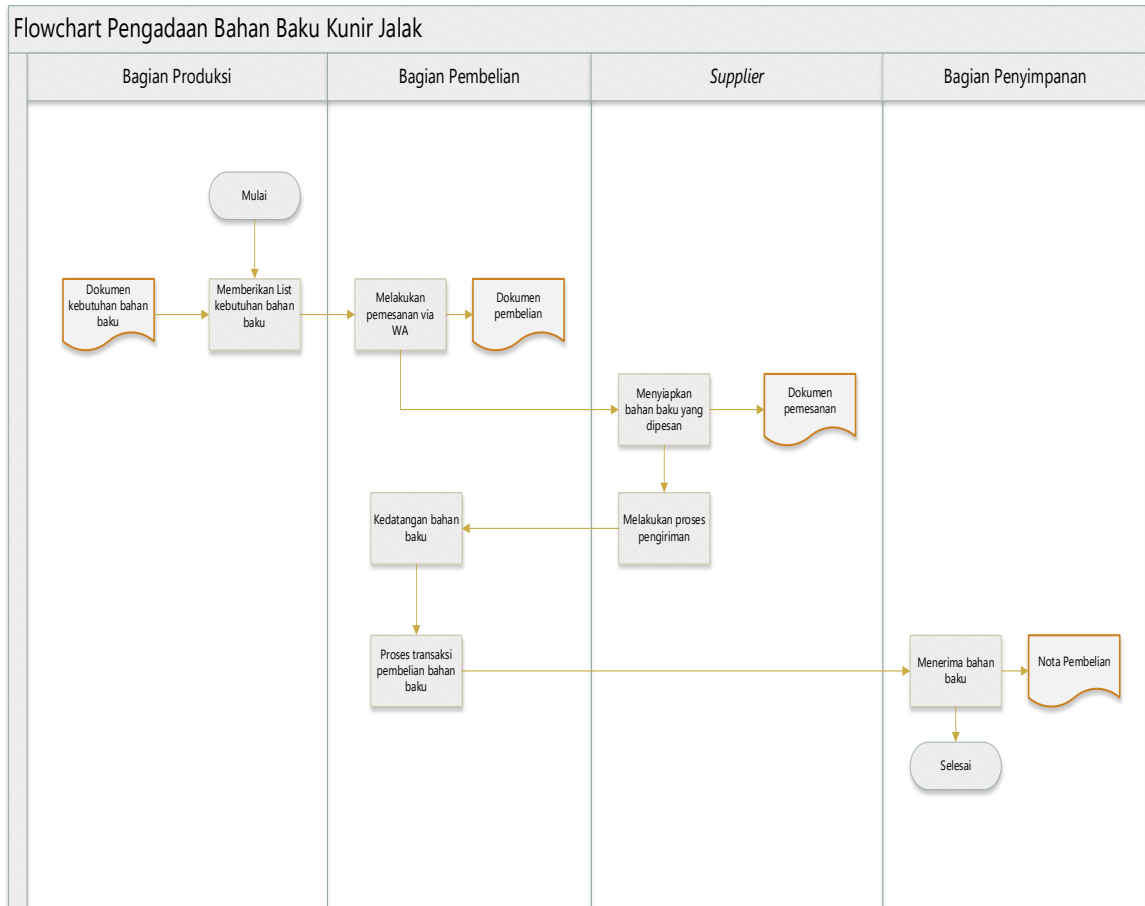 Flowchart Pengadaan Bahan Baku Kunir Jalak
Bagian Produksi
Bagian Pembelian
Supplier
Bagian Penyimpanan
Mulai
Dokumen
kebutuhan bahan
baku
Memberikan List
kebutuhan bahan
baku
Melakukan
pemesanan via
WA
Dokumen
pembelian
Menyiapkan
bahan baku yang
dipesan
Dokumen
pemesanan
Kedatangan bahan
baku
Melakukan proses
pengiriman
Proses transaksi
pembelian bahan
baku
Menerima bahan
baku
Nota Pembelian
Selesai